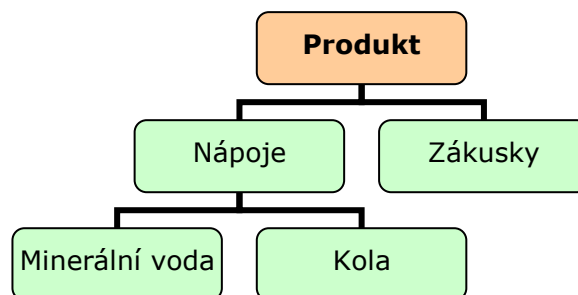 Produkt
Nápoje
Zákusky
Minerální voda
Kola